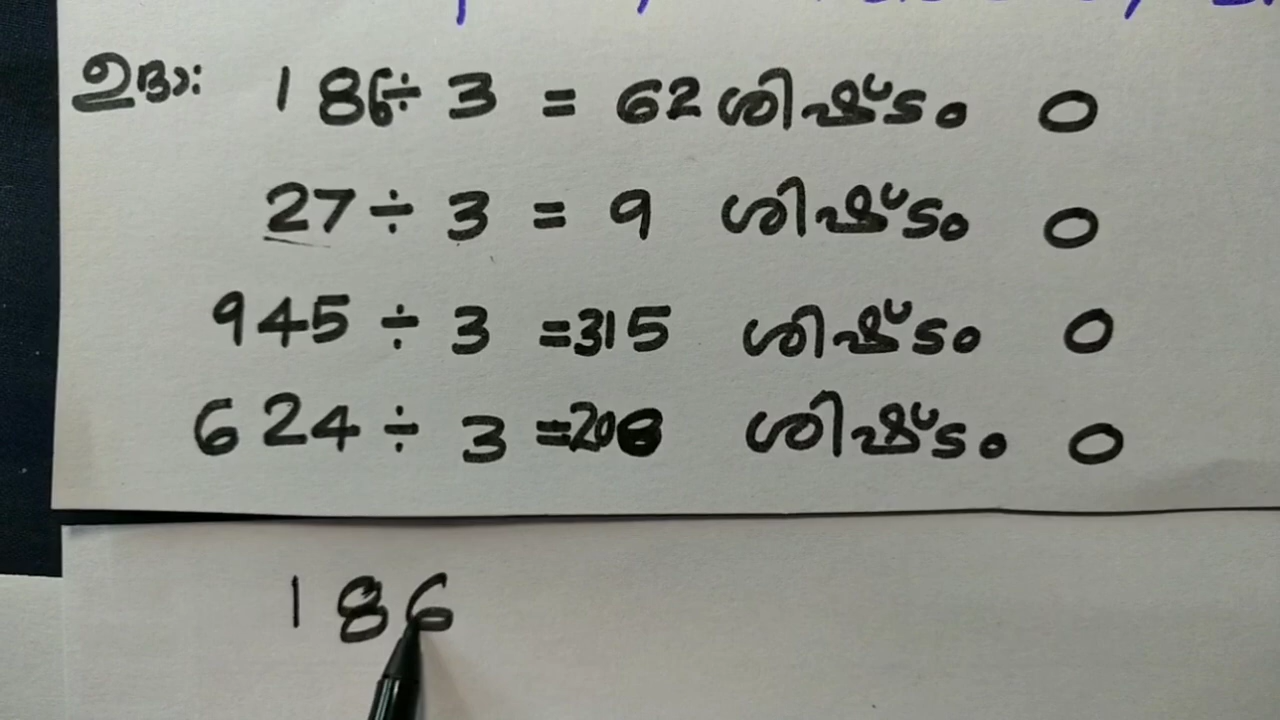 ഉദാ: 186 ÷ 3 = 62 ശിഷ്ടം 0
27 ÷ 3 = 9 ശിഷ്ടം 0
945 ÷ 3 = 315 ശിഷ്ടം 0
624 ÷ 3 = 208 ശിഷ്ടം 0
186